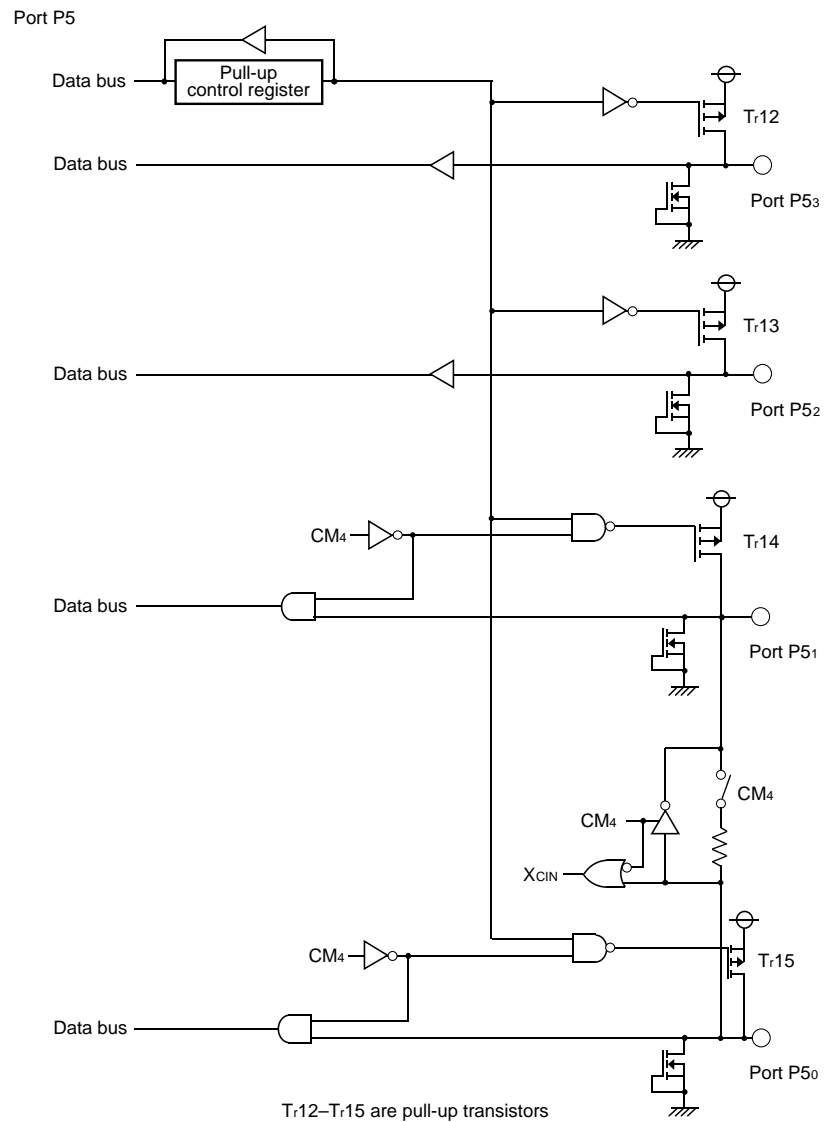 Port P5
Data bus
Pull-up
control register
Tr12
Data bus
Port P53
Tr13
Data bus
Port P52
CM4
Tr14
Data bus
Port P51
CM4
CM4
XCIN
CM4
Tr15
Data bus
Port P50
Tr12–Tr15 are pull-up transistors